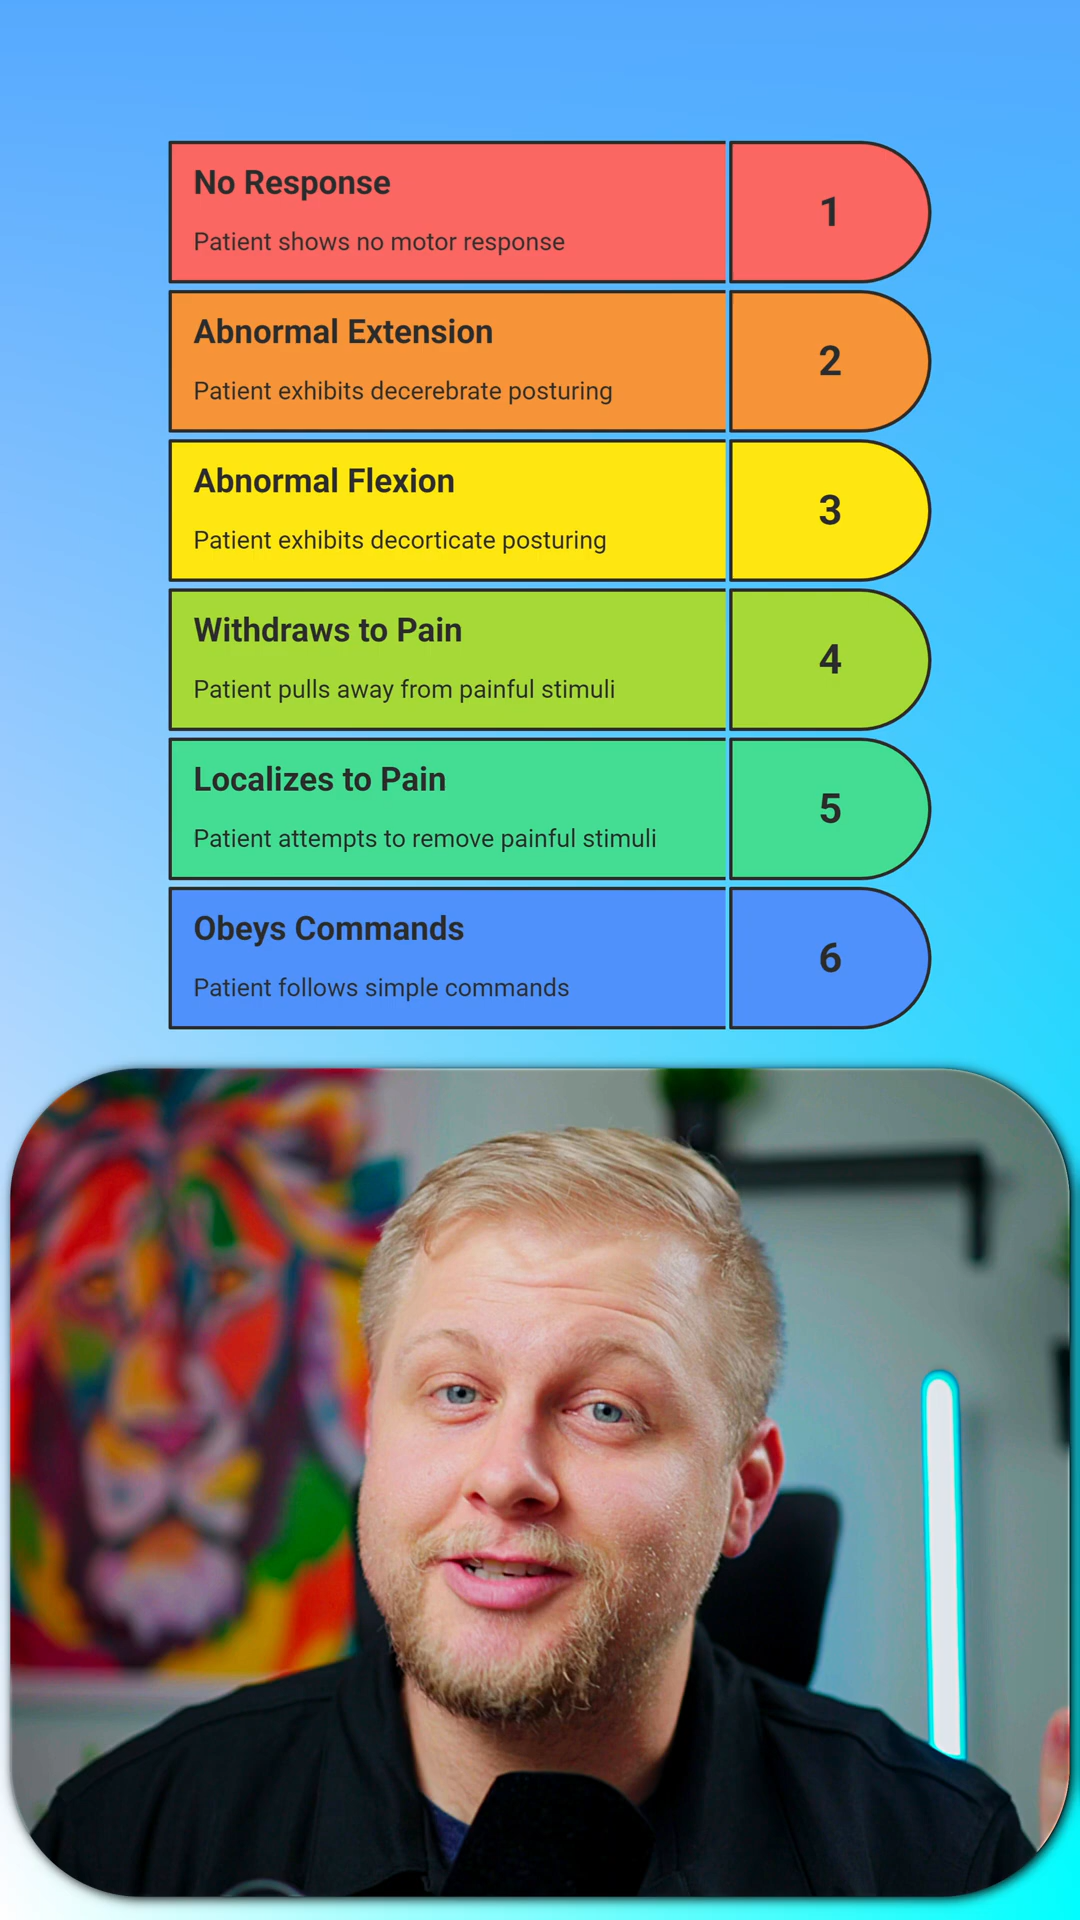 No Response
Patient shows no motor response
1
Abnormal Extension
Patient exhibits decerebrate posturing
2
Abnormal Flexion
Patient exhibits decorticate posturing
3
Withdraws to Pain
Patient pulls away from painful stimuli
4
Localizes to Pain
Patient attempts to remove painful stimuli
5
Obeys Commands
Patient follows simple commands
6